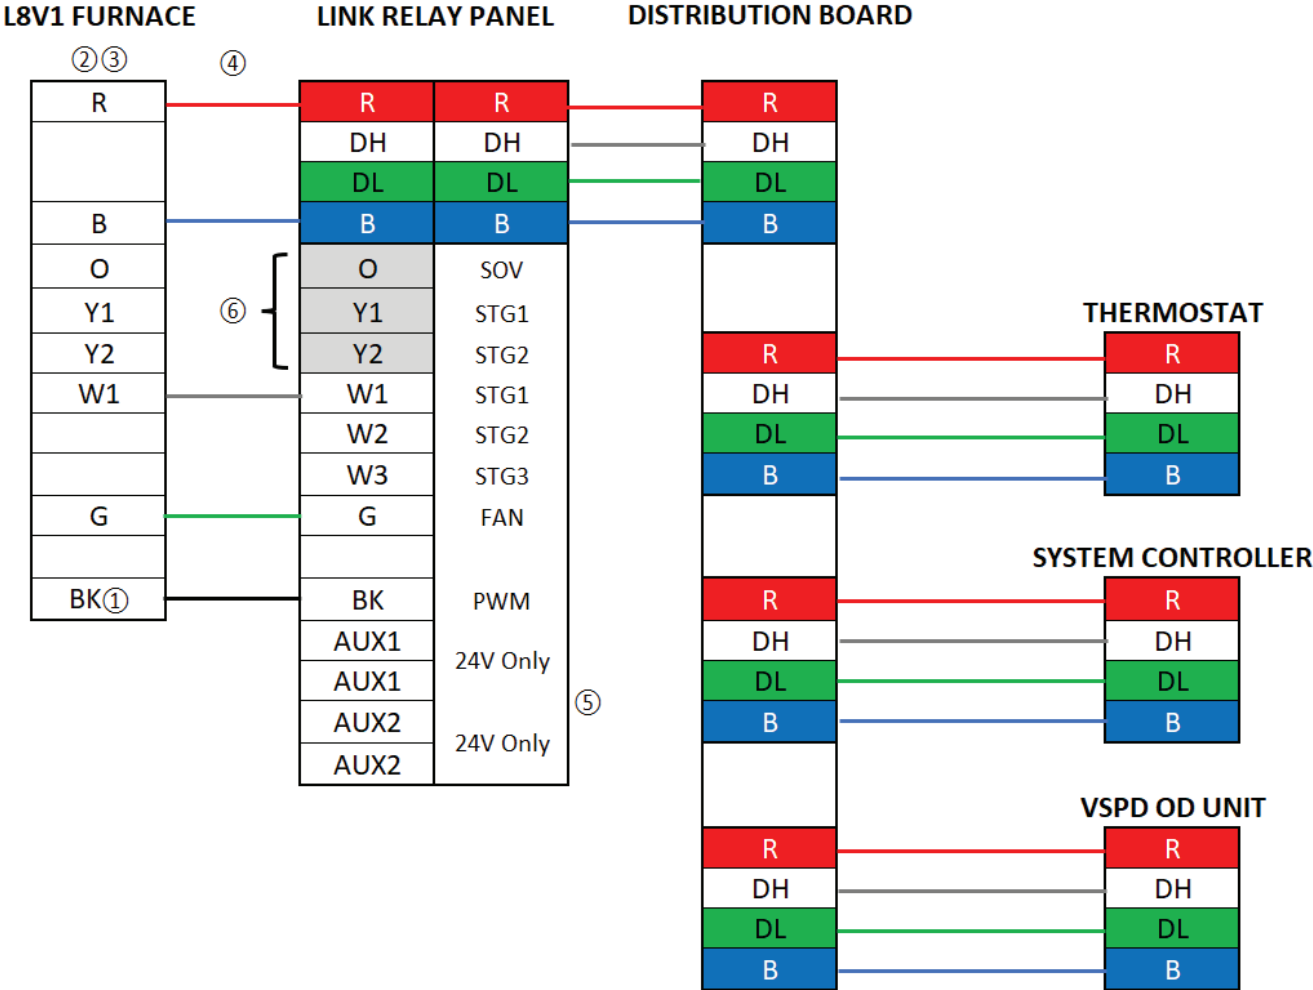 L8V1 FURNACE
LINK RELAY PANEL
DISTRIBUTION BOARD
②③
④
R
R
R
R
DH
DH
DH
DL
DL
DL
B
B
B
B
O
O
SOV
⑥
Y1
Y1
STG1
Y2
Y2
STG2
W1
W1
STG1
W2
STG2
W3
STG3
G
G
FAN
BK①
BK
PWM
AUX1
24V Only
AUX1
⑤
AUX2
24V Only
AUX2
THERMOSTAT
R
R
DH
DH
DL
DL
B
B
SYSTEM CONTROLLER
R
R
DH
DH
DL
DL
B
B
VSPD OD UNIT
R
R
DH
DH
DL
DL
B
B